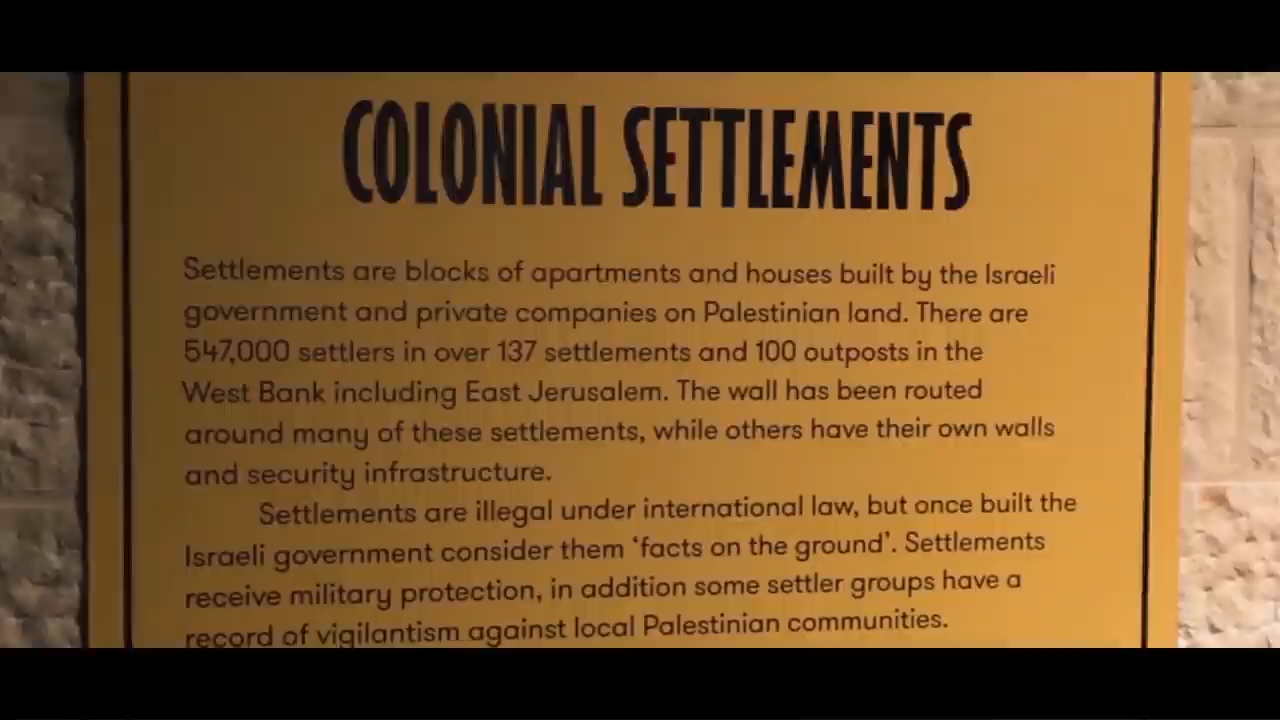 COLONIAL SETTLEMENTS
Settlements are blocks of apartments and houses built by the Israeli
government and private companies on Palestinian land. There are
547,000 settlers in over 137 settlements and 100 outposts in the
West Bank including East Jerusalem. The wall has been routed
around many of these settlements, while others have their own walls
and security infrastructure.
Settlements are illegal under international law, but once built the
Israeli government consider them ‘facts on the ground’. Settlements
receive military protection, in addition some settler groups have a
record of vigilantism against local Palestinian communities.